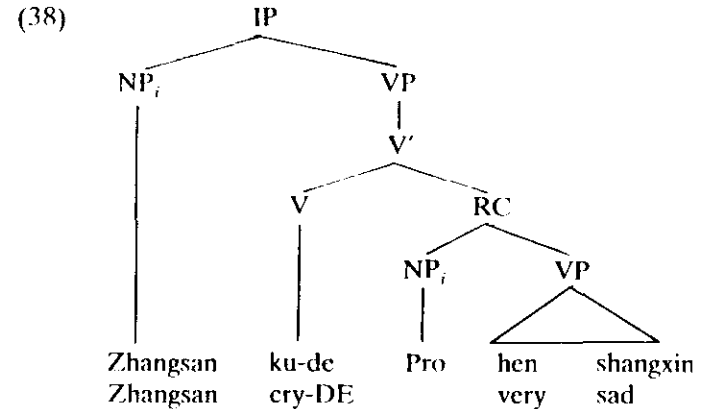 (38) IP
NPᵢ VP
V′
V RC
NPᵢ VP
Zhangsan ku-de Pro hen shangxin
Zhangsan cry-DE very sad